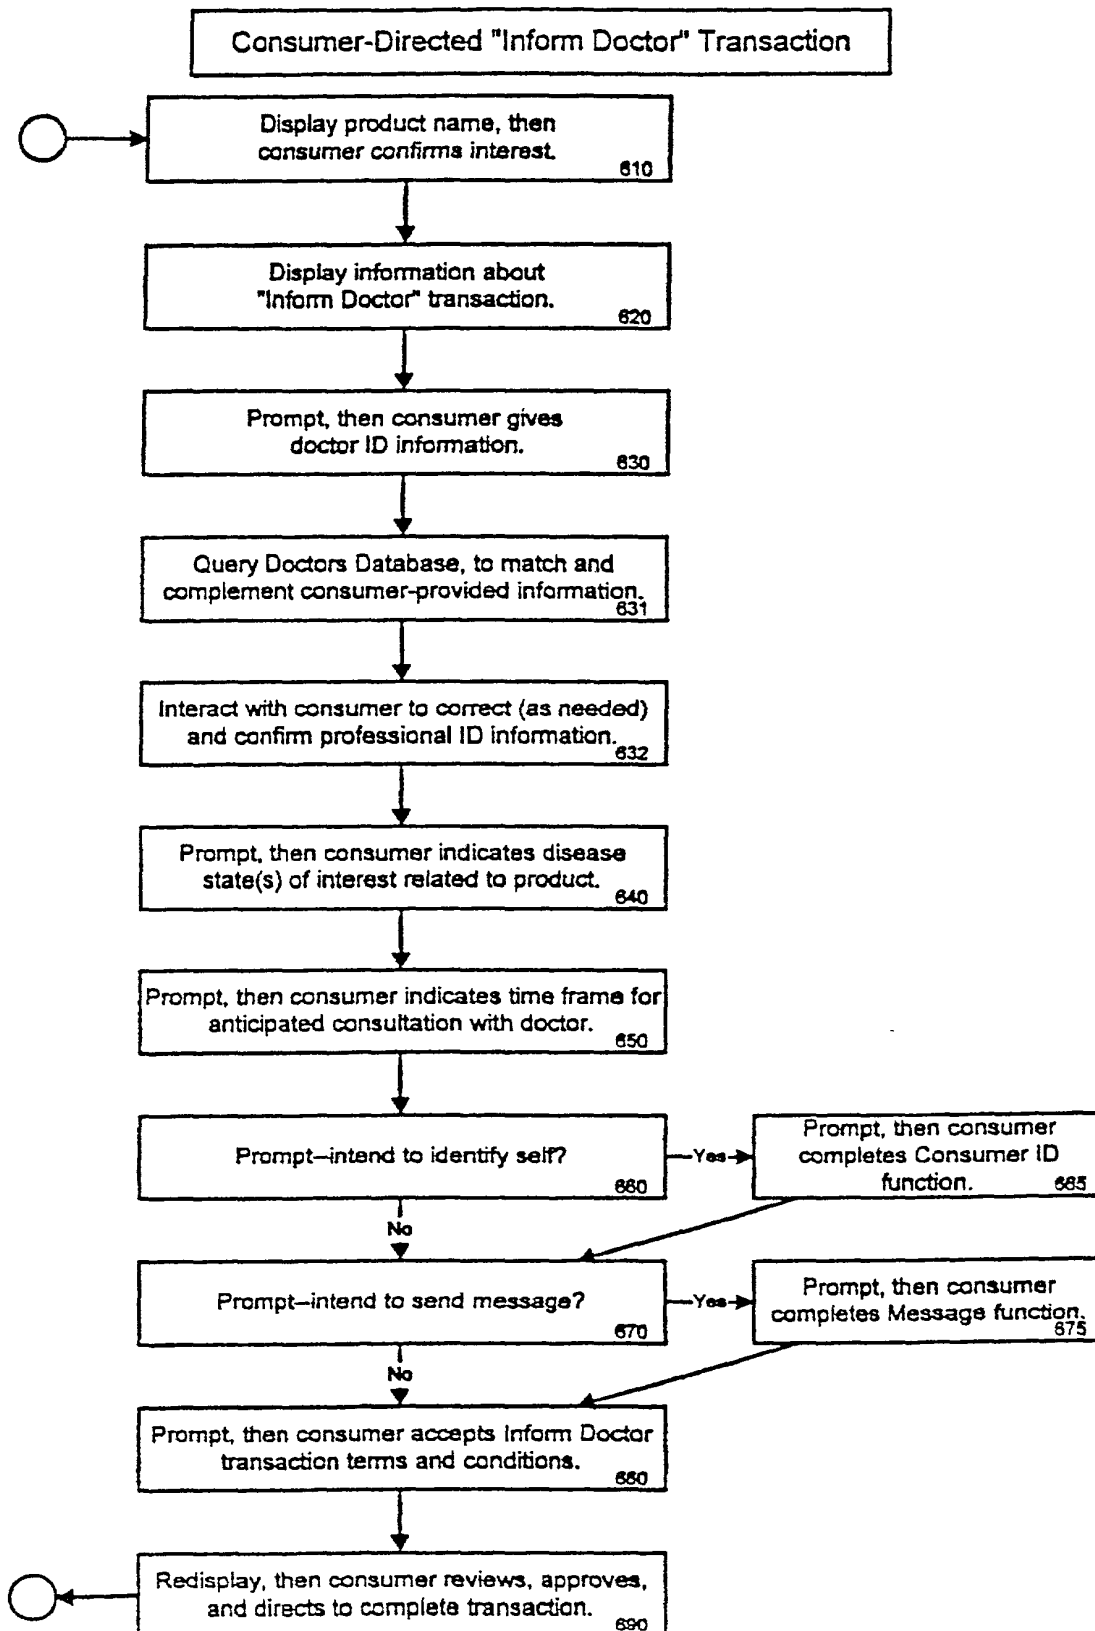 Consumer-Directed "Inform Doctor" Transaction
Display product name, then
consumer confirms interest.
610
Display information about
"Inform Doctor" transaction.
620
Prompt, then consumer gives
doctor ID information.
630
Query Doctors Database, to match and
complement consumer-provided information.
631
Interact with consumer to correct (as needed)
and confirm professional ID information.
632
Prompt, then consumer indicates disease
state(s) of interest related to product.
640
Prompt, then consumer indicates time frame for
anticipated consultation with doctor.
650
Prompt–intend to identify self?
660
Yes
Prompt, then consumer
completes Consumer ID
function.
665
No
Prompt–intend to send message?
670
Yes
Prompt, then consumer
completes Message function.
675
No
Prompt, then consumer accepts Inform Doctor
transaction terms and conditions.
680
Redisplay, then consumer reviews, approves,
and directs to complete transaction.
690